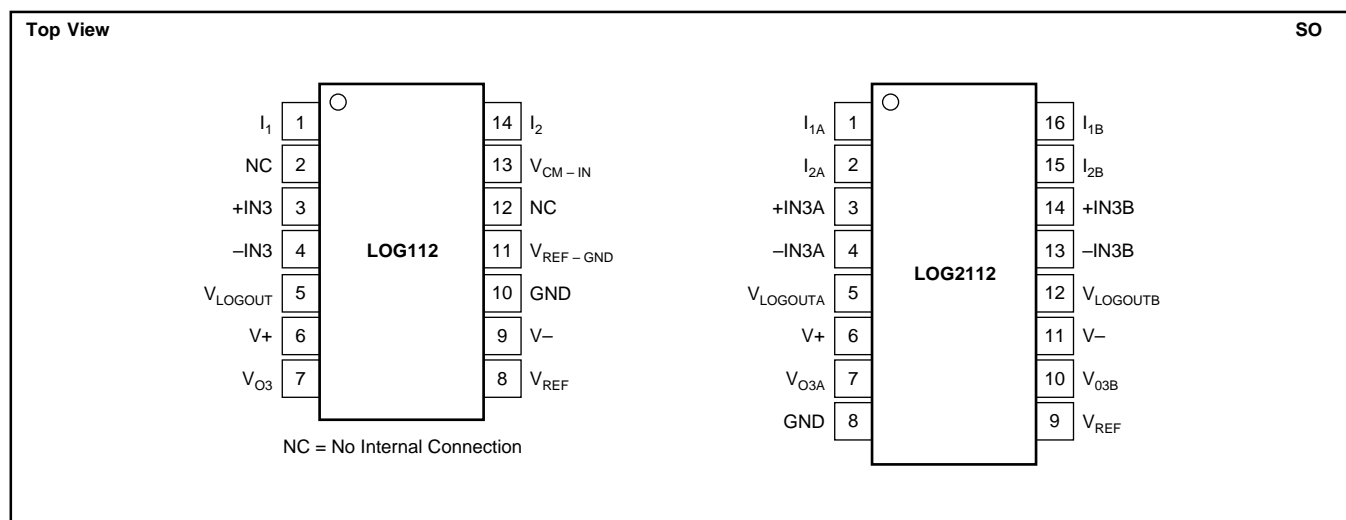 Top View SO
I1 1 14 I2
NC 2 13 VCM – IN
+IN3 3 12 NC
–IN3 4 11 VREF – GND
VLOGOUT 5 10 GND
V+ 6 9 V–
VO3 7 8 VREF
LOG112
NC = No Internal Connection
I1A 1 16 I1B
I2A 2 15 I2B
+IN3A 3 14 +IN3B
–IN3A 4 13 –IN3B
VLOGOUTA 5 12 VLOGOUTB
V+ 6 11 V–
VO3A 7 10 V03B
GND 8 9 VREF
LOG2112